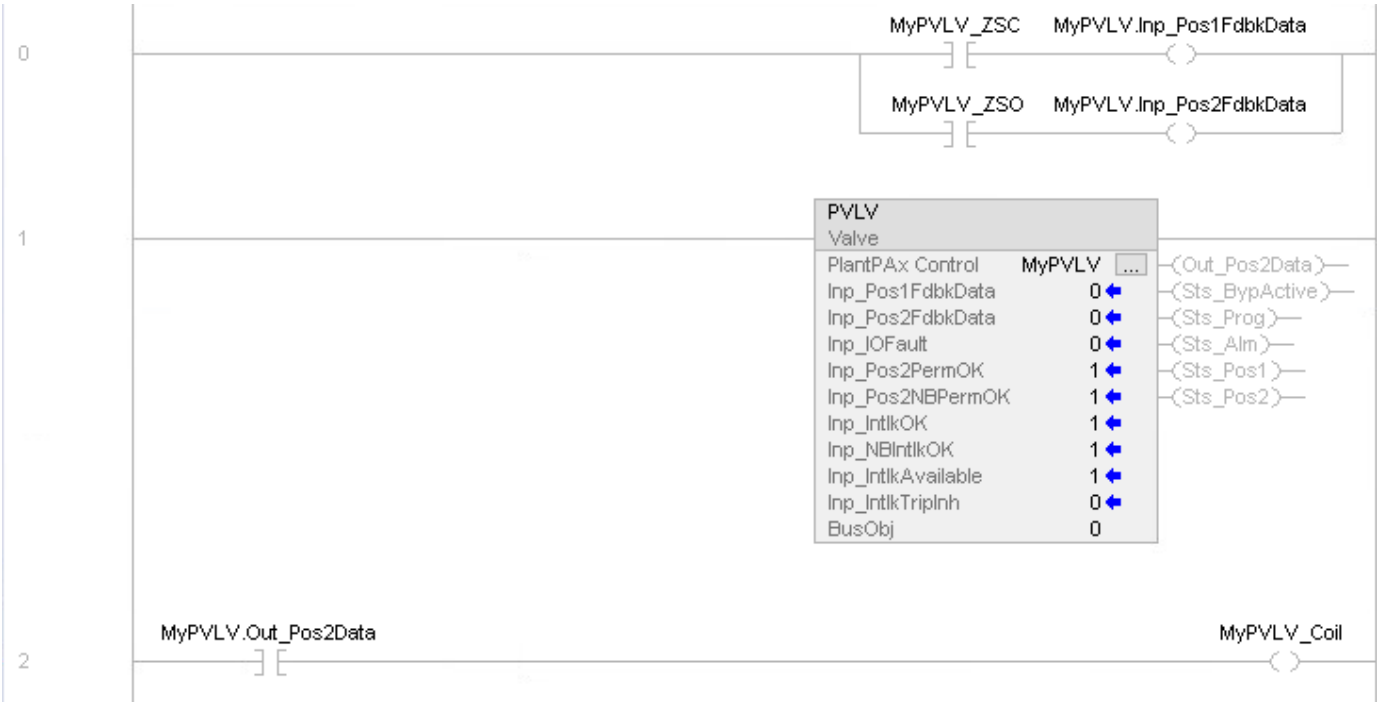 MyPVLV_ZSC MyPVLV.Inp_Pos1FdbkData
0
MyPVLV_ZSO MyPVLV.Inp_Pos2FdbkData
PVLV
1
Valve
PlantPAx Control MyPVLV ... Out_Pos2Data
Inp_Pos1FdbkData 0 Sts_BypActive
Inp_Pos2FdbkData 0 Sts_Prog
Inp_IOFault 0 Sts_Alm
Inp_Pos2PermOK 1 Sts_Pos1
Inp_Pos2NBPermOK 1 Sts_Pos2
Inp_IntlkOK 1
Inp_NBIntlkOK 1
Inp_IntlkAvailable 1
Inp_IntlkTripInh 0
BusObj 0
MyPVLV.Out_Pos2Data MyPVLV_Coil
2